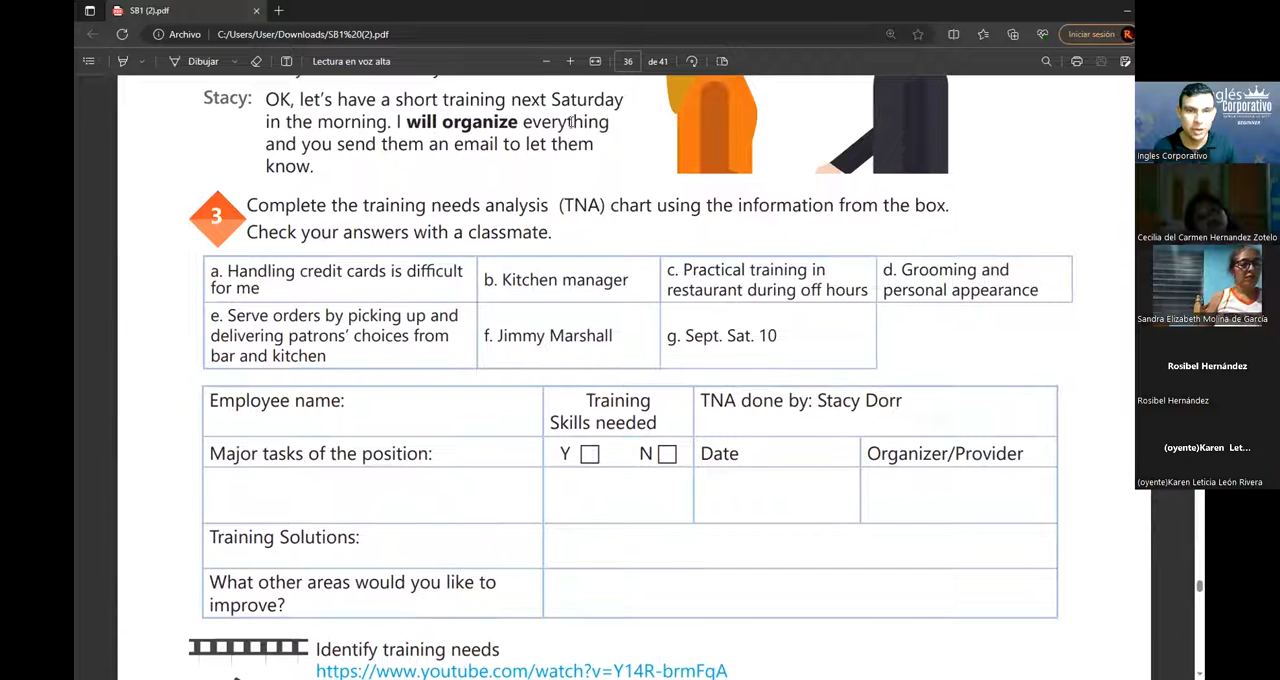 SB1 (2).pdf
Archivo
C:/Users/User/Downloads/SB1%20(2).pdf
Iniciar sesión
R
Dibujar
Lectura en voz alta
36
de 41
Stacy:
OK, let's have a short training next Saturday
in the morning. I will organize everything
and you send them an email to let them
know.
3
Complete the training needs analysis (TNA) chart using the information from the box.
Check your answers with a classmate.
a. Handling credit cards is difficult
for me
b. Kitchen manager
c. Practical training in
restaurant during off hours
d. Grooming and
personal appearance
e. Serve orders by picking up and
delivering patrons' choices from
bar and kitchen
f. Jimmy Marshall
g. Sept. Sat. 10
Employee name:
Training
Skills needed
TNA done by: Stacy Dorr
Major tasks of the position:
Y
N
Date
Organizer/Provider
Training Solutions:
What other areas would you like to
improve?
Identify training needs
https://www.youtube.com/watch?v=Y14R-brmFqA
glés
Corporativo
BEGINNER
Ingles Corporativo
Cecilia del Carmen Hernandez Zotelo
Sandra Elizabeth Molina de García
Rosibel Hernández
Rosibel Hernández
(oyente)Karen Let...
(oyente)Karen Leticia León Rivera